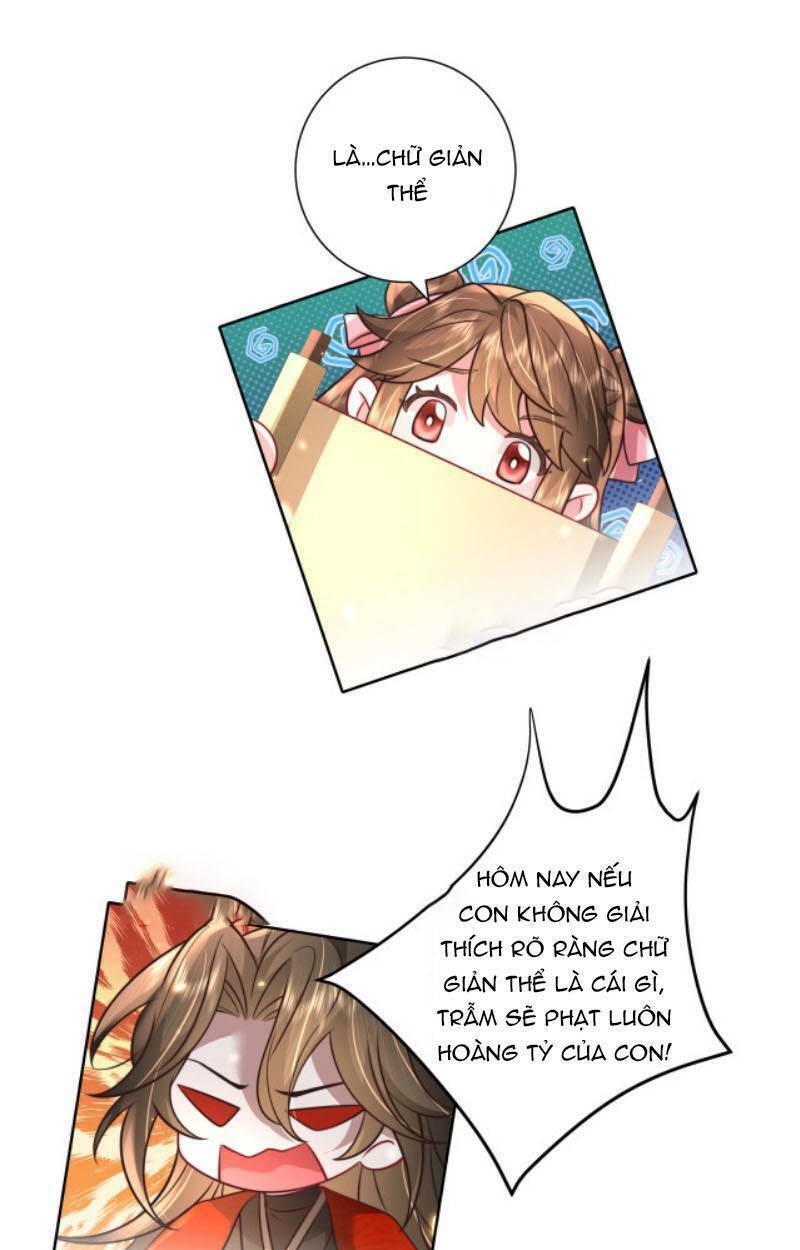 LÀ...CHỮ GIẢN
THỂ
HÔM NAY NẾU
CON KHÔNG GIẢI
THÍCH RÕ RÀNG CHỮ
GIẢN THỂ LÀ CÁI GÌ,
TRẪM SẼ PHẠT LUÔN
HOÀNG TỶ CỦA CON!